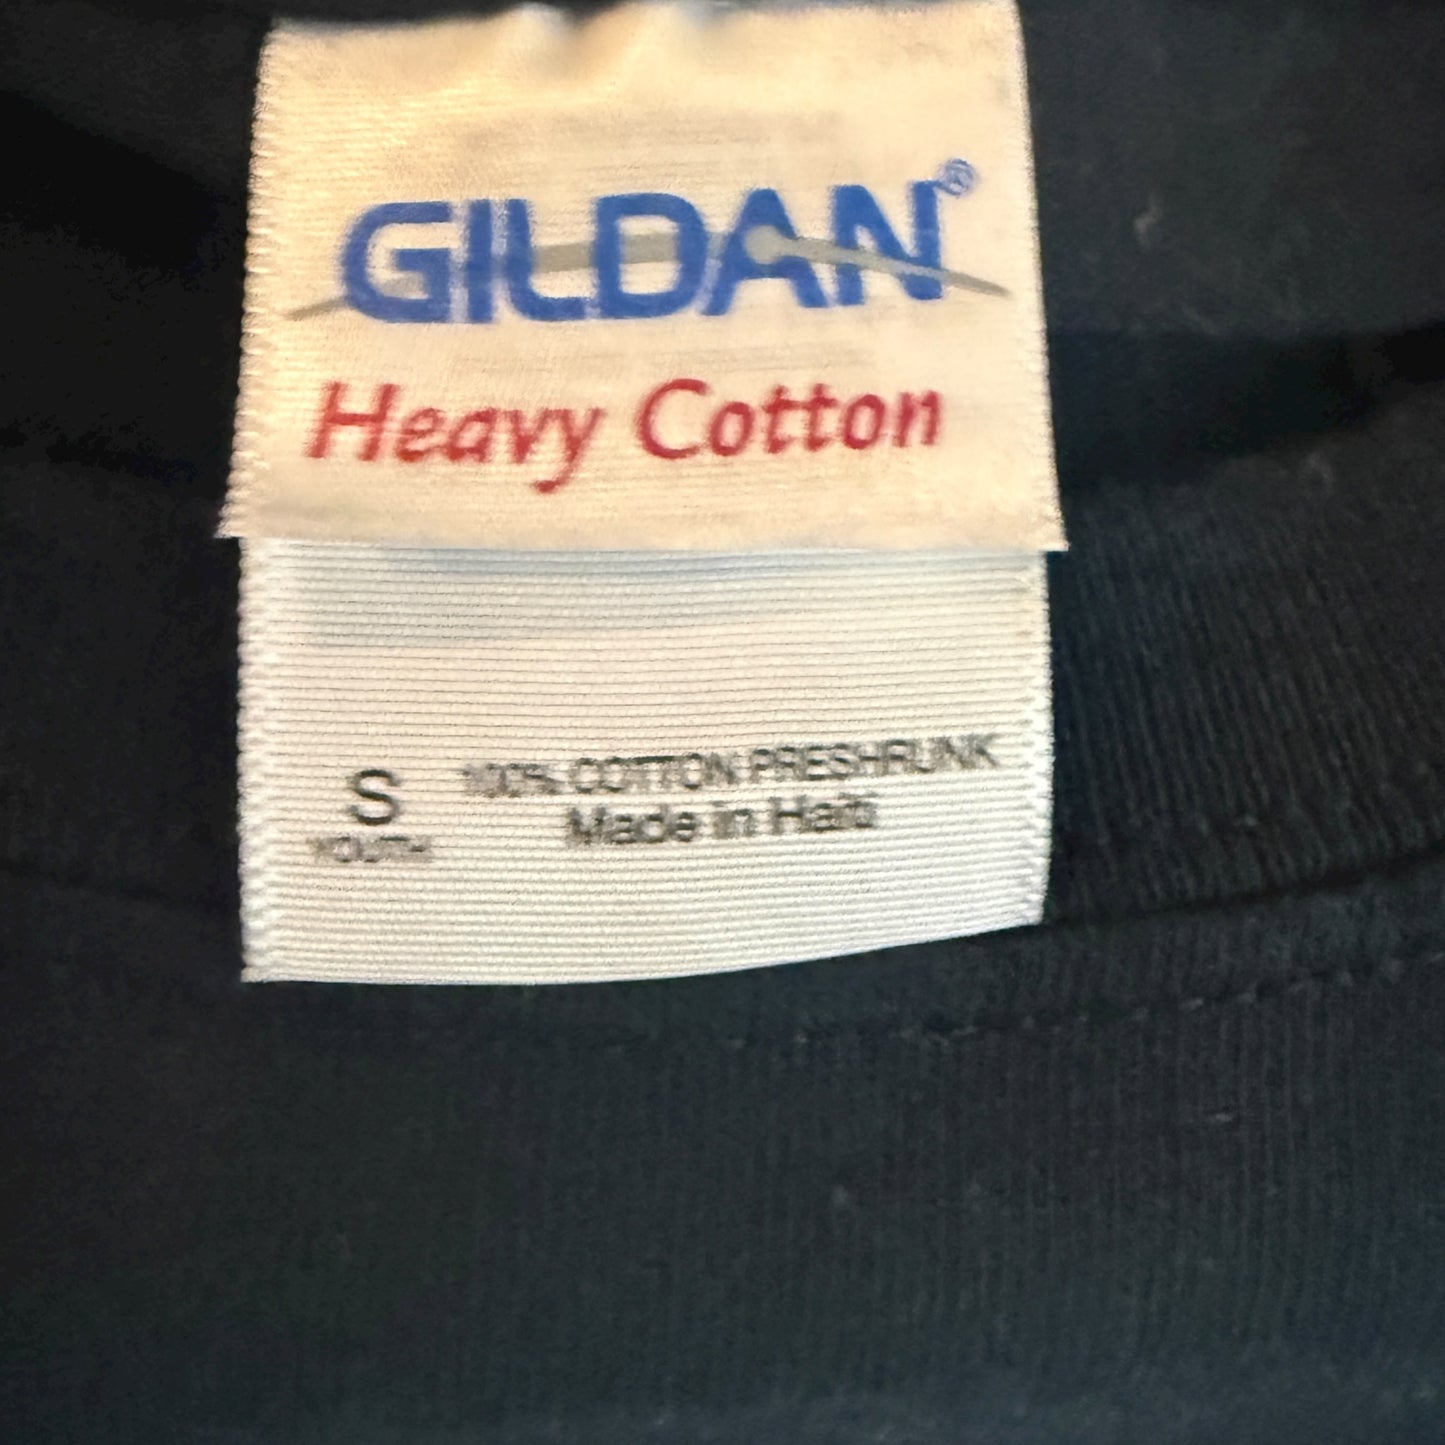 GILDAN®
Heavy Cotton
S
YOUTH
100% COTTON PRESHRUNK
Made in Haiti